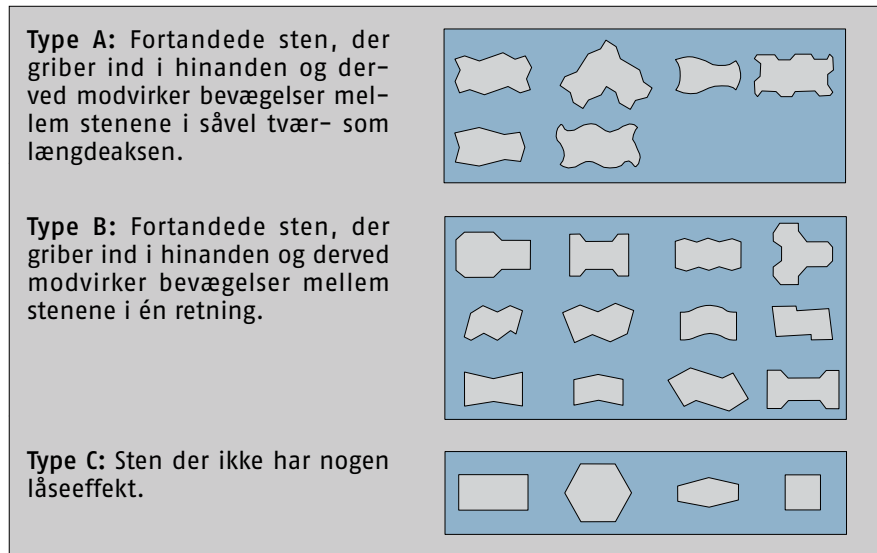 Type A: Fortandede sten, der
griber ind i hinanden og der-
ved modvirker bevægelser mel-
lem stenene i såvel tvær- som
længdeaksen.
Type B: Fortandede sten, der
griber ind i hinanden og derved
modvirker bevægelser mellem
stenene i én retning.
Type C: Sten der ikke har nogen
låseeffekt.